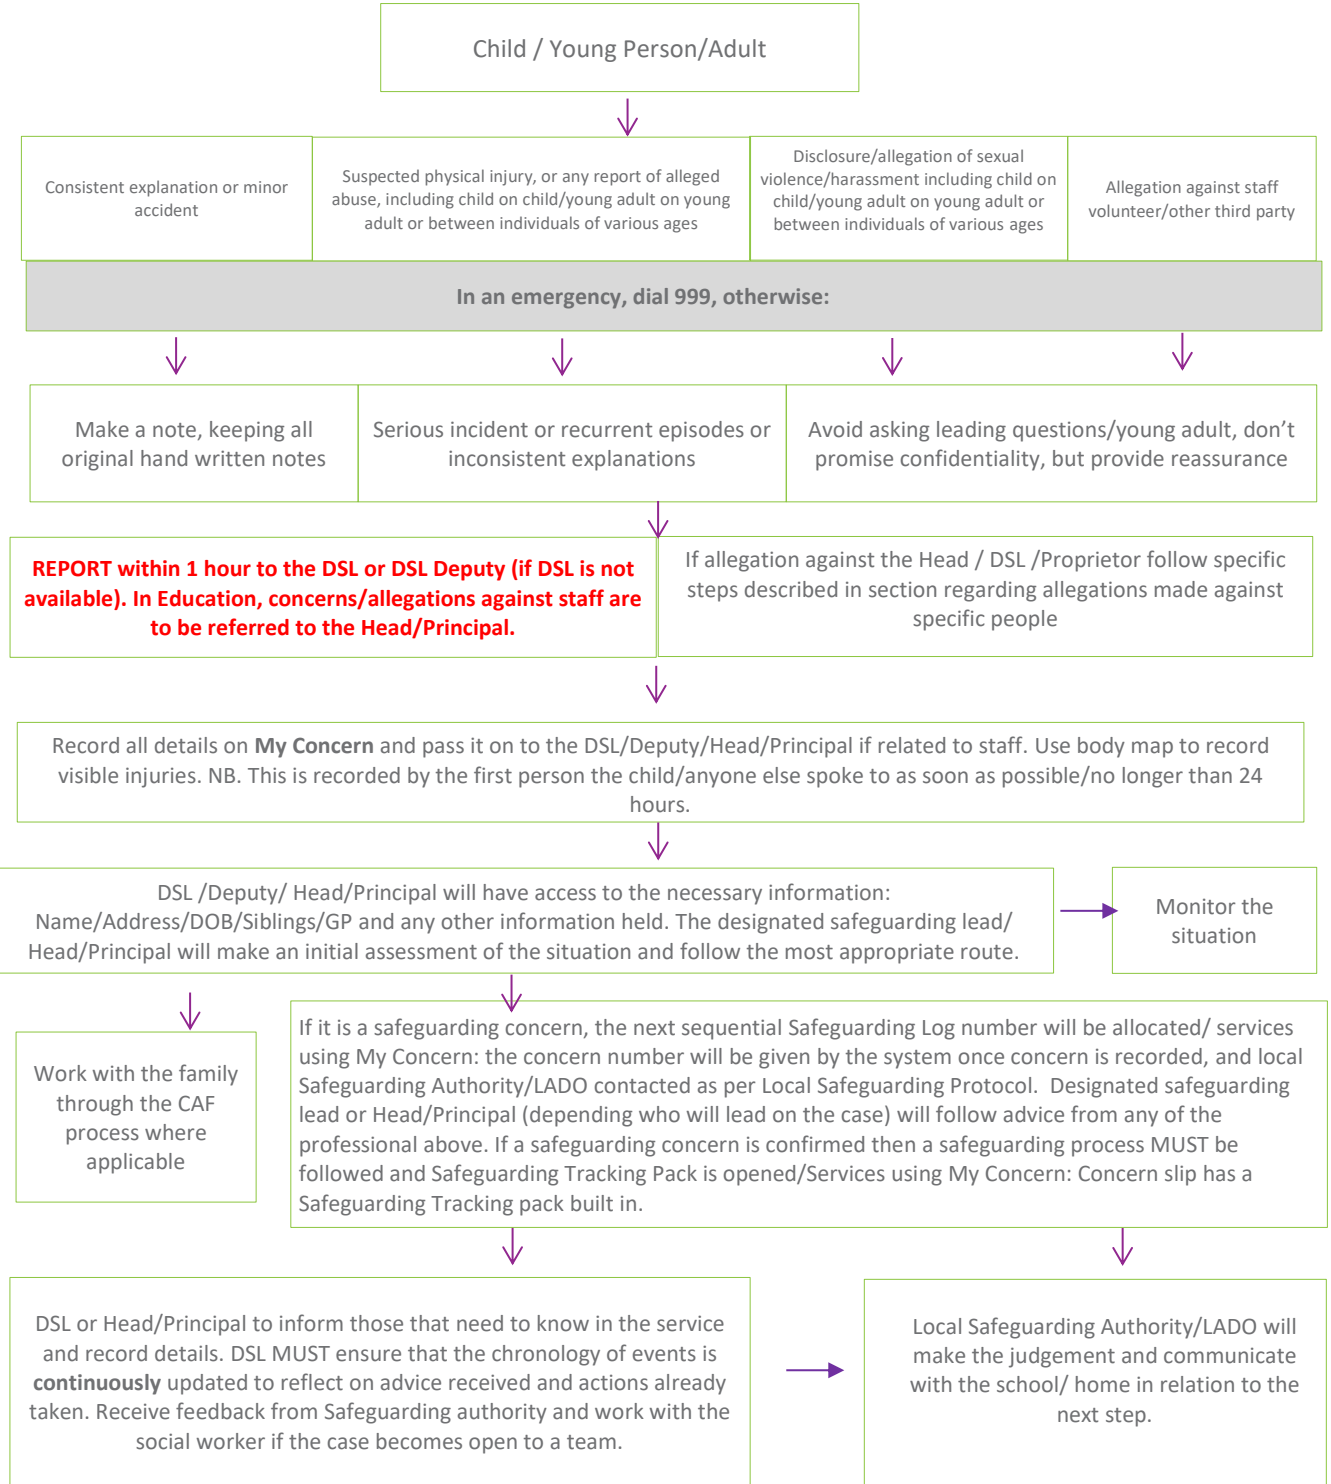 Child / Young Person/Adult
Consistent explanation or minor
accident
Suspected physical injury, or any report of alleged
abuse, including child on child/young adult on young
adult or between individuals of various ages
Disclosure/allegation of sexual
violence/harassment including child on
child/young adult on young adult or
between individuals of various ages
Allegation against staff
volunteer/other third party
In an emergency, dial 999, otherwise:
Make a note, keeping all
original hand written notes
Serious incident or recurrent episodes or
inconsistent explanations
Avoid asking leading questions/young adult, don’t
promise confidentiality, but provide reassurance
REPORT within 1 hour to the DSL or DSL Deputy (if DSL is not
available). In Education, concerns/allegations against staff are
to be referred to the Head/Principal.
If allegation against the Head / DSL /Proprietor follow specific
steps described in section regarding allegations made against
specific people
Record all details on My Concern and pass it on to the DSL/Deputy/Head/Principal if related to staff. Use body map to record
visible injuries. NB. This is recorded by the first person the child/anyone else spoke to as soon as possible/no longer than 24
hours.
DSL /Deputy/ Head/Principal will have access to the necessary information:
Name/Address/DOB/Siblings/GP and any other information held. The designated safeguarding lead/
Head/Principal will make an initial assessment of the situation and follow the most appropriate route.
Monitor the
situation
Work with the family
through the CAF
process where
applicable
If it is a safeguarding concern, the next sequential Safeguarding Log number will be allocated/ services
using My Concern: the concern number will be given by the system once concern is recorded, and local
Safeguarding Authority/LADO contacted as per Local Safeguarding Protocol.  Designated safeguarding
lead or Head/Principal (depending who will lead on the case) will follow advice from any of the
professional above. If a safeguarding concern is confirmed then a safeguarding process MUST be
followed and Safeguarding Tracking Pack is opened/Services using My Concern: Concern slip has a
Safeguarding Tracking pack built in.
DSL or Head/Principal to inform those that need to know in the service
and record details. DSL MUST ensure that the chronology of events is
continuously updated to reflect on advice received and actions already
taken. Receive feedback from Safeguarding authority and work with the
social worker if the case becomes open to a team.
Local Safeguarding Authority/LADO will
make the judgement and communicate
with the school/ home in relation to the
next step.